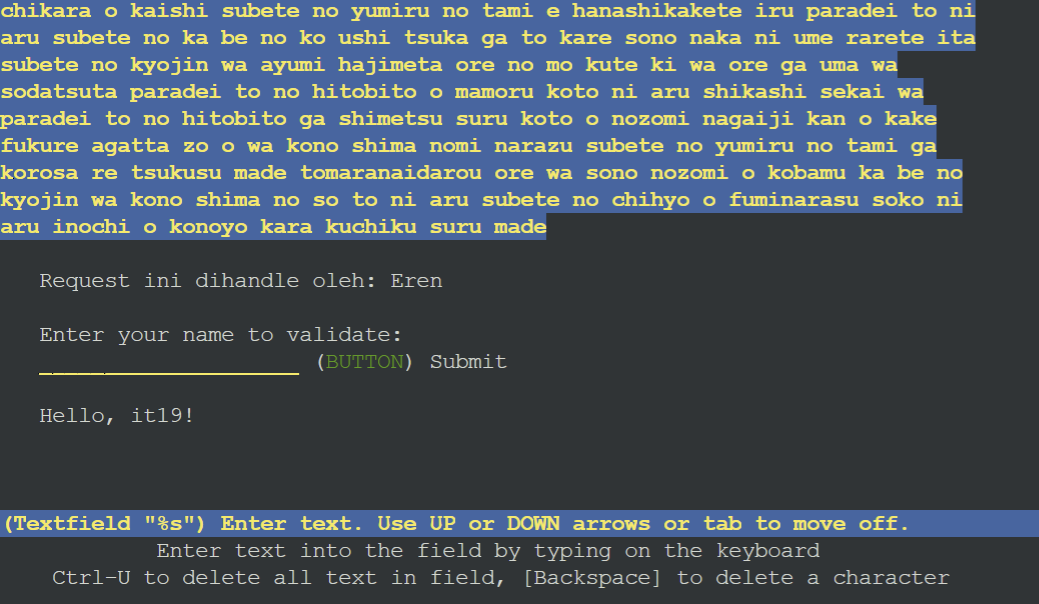 chikara o kaishi subete no yumiru no tami e hanashikakete iru paradei to ni
aru subete no ka be no ko ushi tsuka ga to kare sono naka ni ume rarete ita
subete no kyojin wa ayumi hajimeta ore no mo kute ki wa ore ga uma wa
sodatsuta paradei to no hitobito o mamoru koto ni aru shikashi sekai wa
paradei to no hitobito ga shimetsu suru koto o nozomi nagaiji kan o kake
fukure agatta zo o wa kono shima nomi narazu subete no yumiru no tami ga
korosa re tsukusu made tomaranaidarou ore wa sono nozomi o kobamu ka be no
kyojin wa kono shima no so to ni aru subete no chihyo o fuminarasu soko ni
aru inochi o konoyo kara kuchiku suru made
Request ini dihandle oleh: Eren
Enter your name to validate:
____________________ (BUTTON) Submit
Hello, it19!
(Textfield "%s") Enter text. Use UP or DOWN arrows or tab to move off.
Enter text into the field by typing on the keyboard
Ctrl-U to delete all text in field, [Backspace] to delete a character